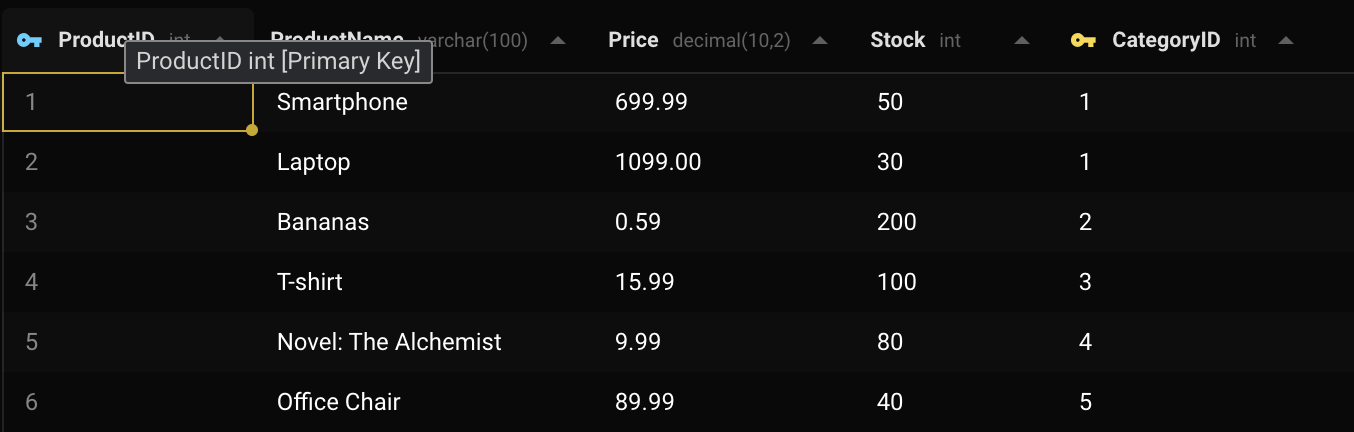 ProductID int ProductName varchar(100) Price decimal(10,2) Stock int CategoryID int
ProductID int [Primary Key]
1 Smartphone 699.99 50 1
2 Laptop 1099.00 30 1
3 Bananas 0.59 200 2
4 T-shirt 15.99 100 3
5 Novel: The Alchemist 9.99 80 4
6 Office Chair 89.99 40 5